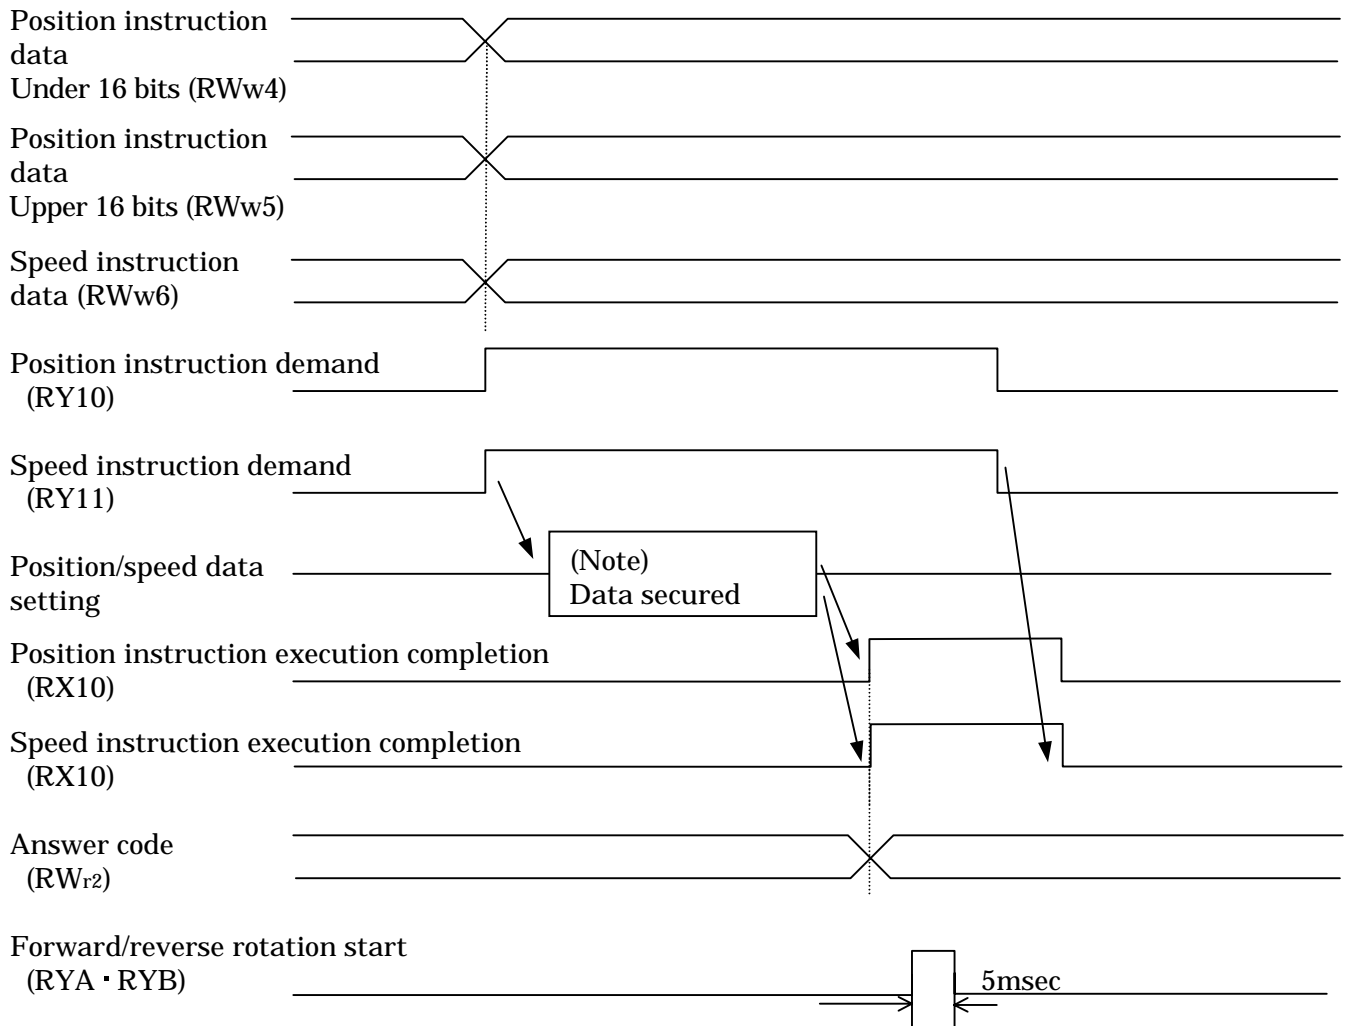 Position instruction
data
Under 16 bits (RWw4)
Position instruction
data
Upper 16 bits (RWw5)
Speed instruction
data (RWw6)
Position instruction demand
(RY10)
Speed instruction demand
(RY11)
(Note)
Data secured
Position/speed data
setting
Position instruction execution completion
(RX10)
Speed instruction execution completion
(RX10)
Answer code
(RWr2)
Forward/reverse rotation start
(RYA・RYB)
5msec